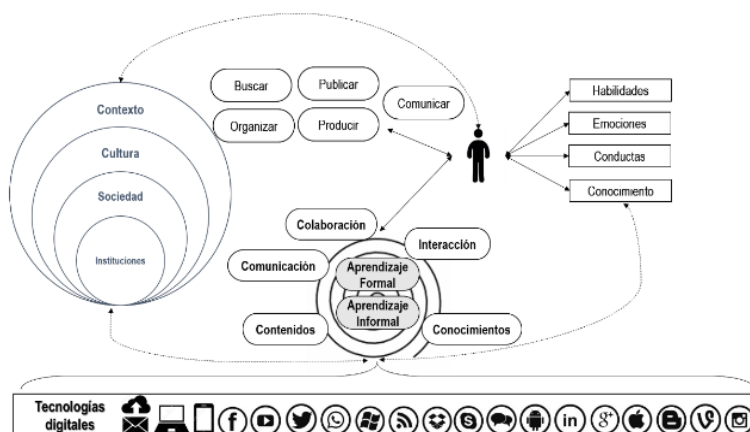 Contexto
Cultura
Sociedad
Instituciones
Buscar
Publicar
Comunicar
Organizar
Producir
Habilidades
Emociones
Conductas
Conocimiento
Colaboración
Interacción
Comunicación
Aprendizaje
Formal
Aprendizaje
Informal
Contenidos
Conocimientos
Tecnologías
digitales
f
in
g+